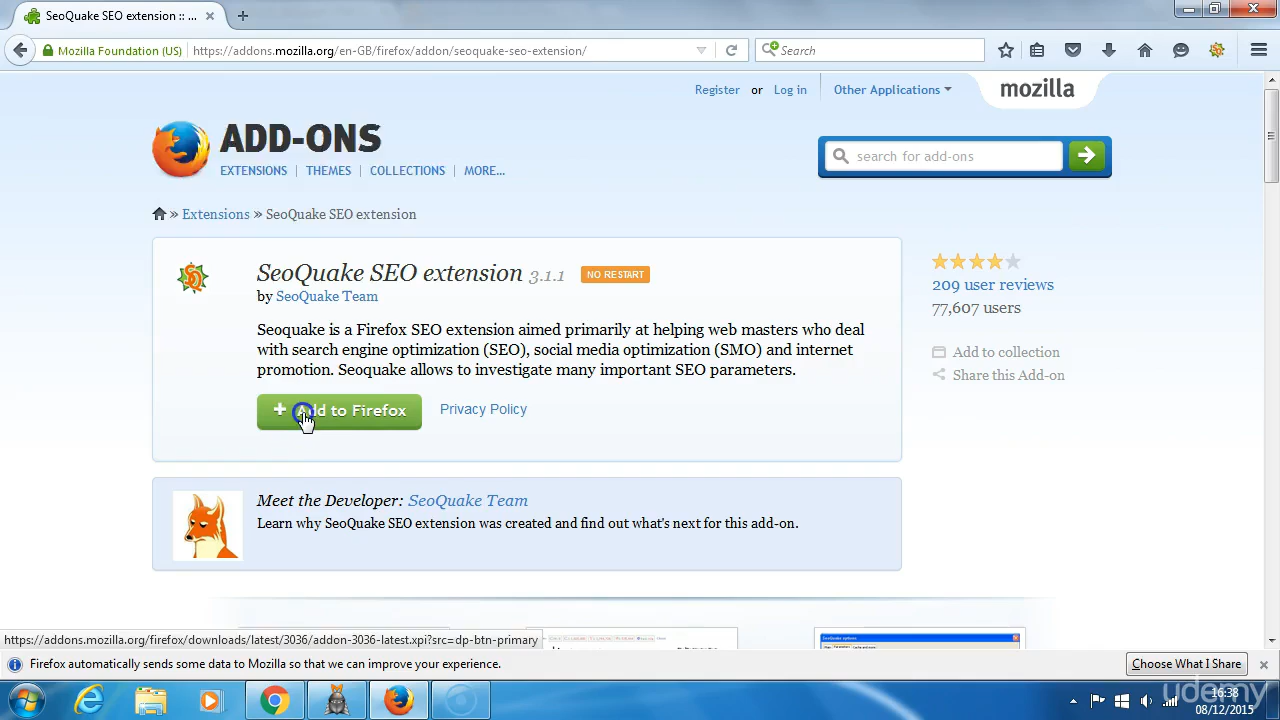 SeoQuake SEO extension :: ...
Mozilla Foundation (US)
https://addons.mozilla.org/en-GB/firefox/addon/seoquake-seo-extension/
Search
Register or Log in
Other Applications
mozilla
ADD-ONS
EXTENSIONS | THEMES | COLLECTIONS | MORE...
search for add-ons
» Extensions » SeoQuake SEO extension
SeoQuake SEO extension 3.1.1 NO RESTART
by SeoQuake Team
Seoquake is a Firefox SEO extension aimed primarily at helping web masters who deal
with search engine optimization (SEO), social media optimization (SMO) and internet
promotion. Seoquake allows to investigate many important SEO parameters.
+ Add to Firefox
Privacy Policy
209 user reviews
77,607 users
Add to collection
Share this Add-on
Meet the Developer: SeoQuake Team
Learn why SeoQuake SEO extension was created and find out what's next for this add-on.
https://addons.mozilla.org/firefox/downloads/latest/3036/addon-3036-latest.xpi?src=dp-btn-primary
Firefox automatically sends some data to Mozilla so that we can improve your experience.
Choose What I Share
udemy
16:38
08/12/2015